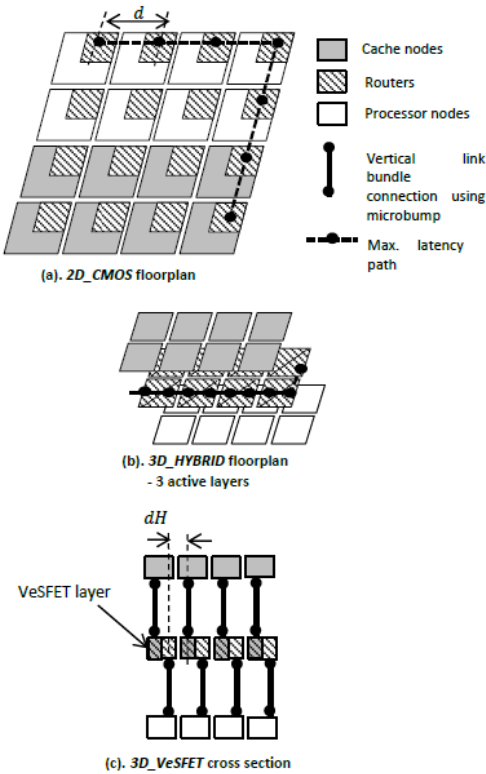 d
Cache nodes
Routers
Processor nodes
Vertical link
bundle
connection using
microbump
Max. latency
path
(a). 2D_CMOS floorplan
(b). 3D_HYBRID floorplan
- 3 active layers
dH
VeSFET layer
(c). 3D_VeSFET cross section